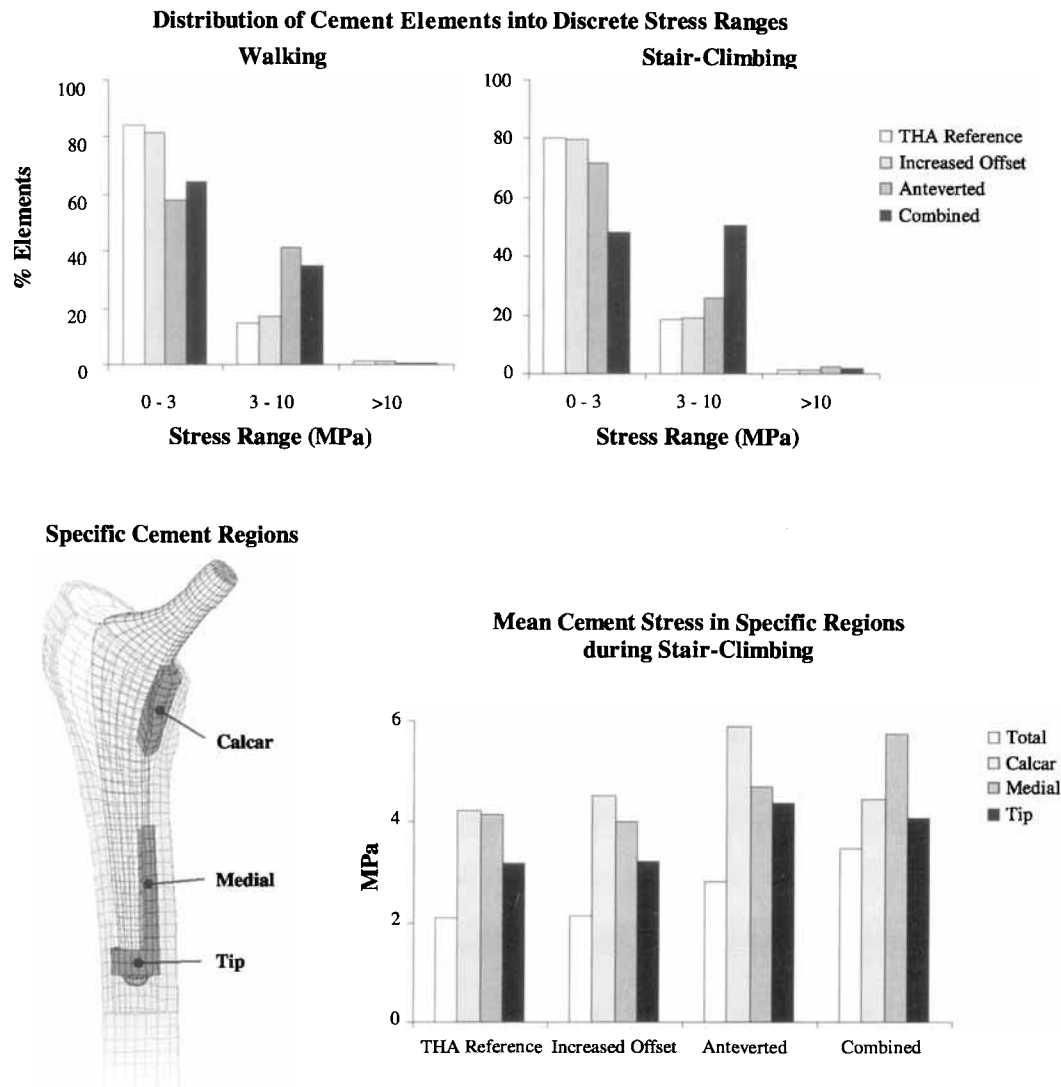 Distribution of Cement Elements into Discrete Stress Ranges
Walking
100
80
60
40
20
0
% Elements
0 - 3
3 - 10
>10
Stress Range (MPa)
Stair-Climbing
100
80
60
40
20
0
0 - 3
3 - 10
>10
Stress Range (MPa)
THA Reference
Increased Offset
Anteverted
Combined
Specific Cement Regions
Calcar
Medial
Tip
Mean Cement Stress in Specific Regions
during Stair-Climbing
6
4
2
0
MPa
THA Reference
Increased Offset
Anteverted
Combined
Total
Calcar
Medial
Tip